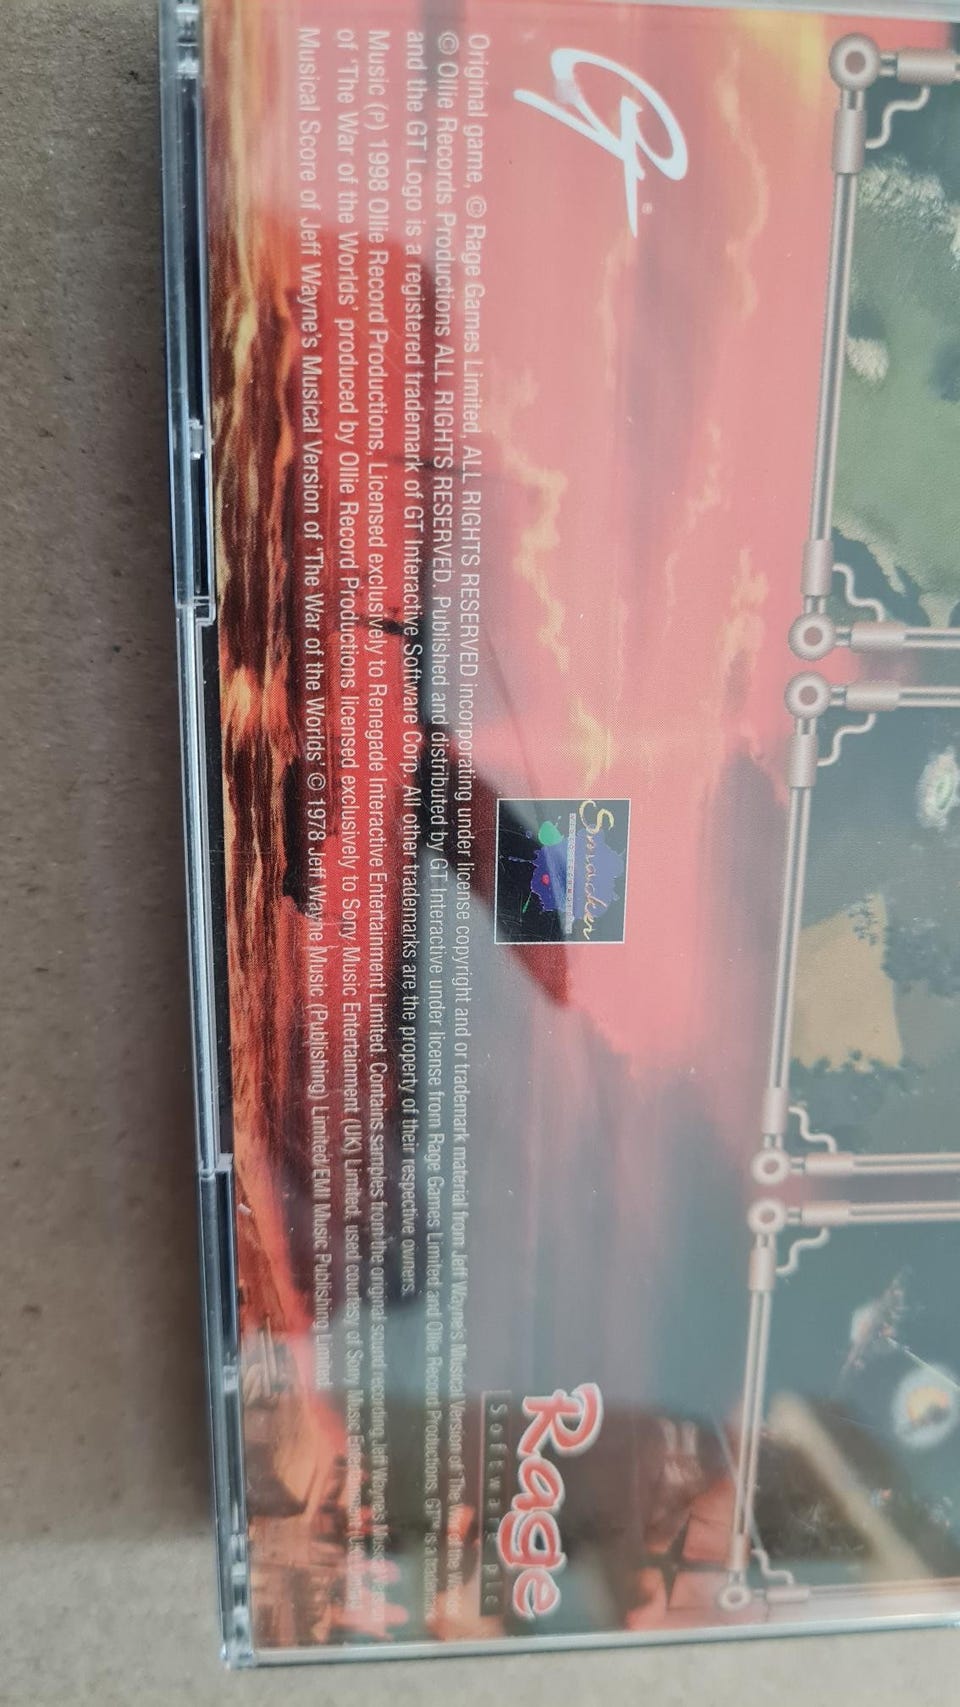 GT
®
Smacker
VIDEO TECHNOLOGY
Rage
Software plc
Original game, © Rage Games Limited, ALL RIGHTS RESERVED incorporating under license copyright and or trademark material from Jeff Wayne's Musical Version of 'The War of the Worlds'
© Ollie Records Productions ALL RIGHTS RESERVED. Published and distributed by GT Interactive under license from Rage Games Limited and Ollie Record Productions. GT™ is a trademark
and the GT Logo is a registered trademark of GT Interactive Software Corp. All other trademarks are the property of their respective owners.
Music (P) 1998 Ollie Record Productions, Licensed exclusively to Renegade Interactive Entertainment Limited. Contains samples from the original sound recording Jeff Wayne's Musical Version
of 'The War of the Worlds' produced by Ollie Record Productions licensed exclusively to Sony Music Entertainment (UK) Limited, used courtesy of Sony Music Entertainment (UK) Limited
Musical Score of Jeff Wayne's Musical Version of 'The War of the Worlds' © 1978 Jeff Wayne Music (Publishing) Limited/EMI Music Publishing Limited